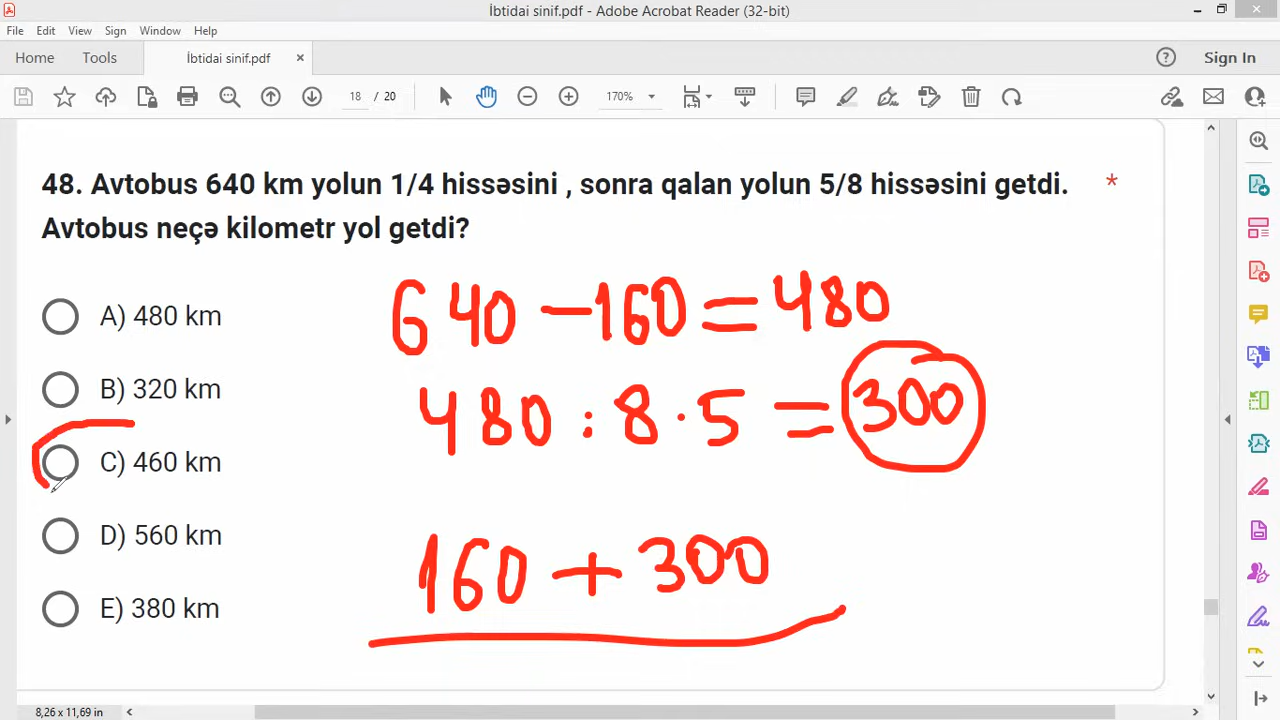 İbtidai sinif.pdf - Adobe Acrobat Reader (32-bit)
File Edit View Sign Window Help
Home Tools İbtidai sinif.pdf × Sign In
18 / 20 170%
48. Avtobus 640 km yolun 1/4 hissəsini , sonra qalan yolun 5/8 hissəsini getdi. *
Avtobus neçə kilometr yol getdi?
640 - 160 = 480
A) 480 km
B) 320 km
480 : 8 · 5 = 300
C) 460 km
D) 560 km
160 + 300
E) 380 km
8,26 x 11,69 in